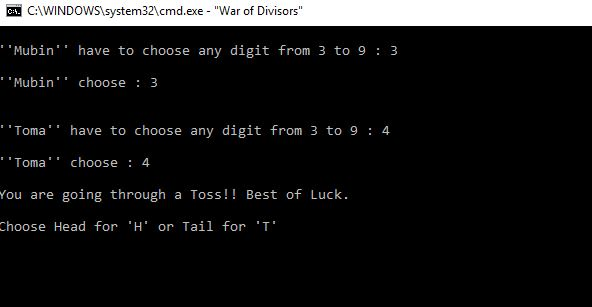 C:\WINDOWS\system32\cmd.exe - "War of Divisors"
''Mubin'' have to choose any digit from 3 to 9 : 3
''Mubin'' choose : 3
''Toma'' have to choose any digit from 3 to 9 : 4
''Toma'' choose : 4
You are going through a Toss!! Best of Luck.
Choose Head for 'H' or Tail for 'T'